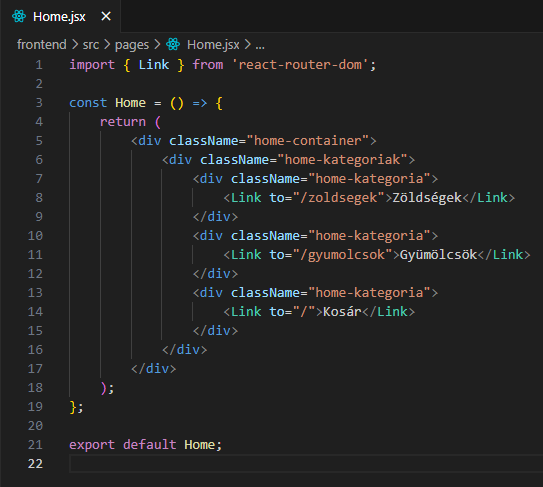 Home.jsx
frontend > src > pages > Home.jsx > ...
1 import { Link } from 'react-router-dom';
2
3 const Home = () => {
4     return (
5         <div className="home-container">
6             <div className="home-kategoriak">
7                 <div className="home-kategoria">
8                     <Link to="/zoldsegek">Zöldségek</Link>
9                 </div>
10                 <div className="home-kategoria">
11                     <Link to="/gyumolcsok">Gyümölcsök</Link>
12                 </div>
13                 <div className="home-kategoria">
14                     <Link to="/">Kosár</Link>
15                 </div>
16             </div>
17         </div>
18     );
19 };
20
21 export default Home;
22